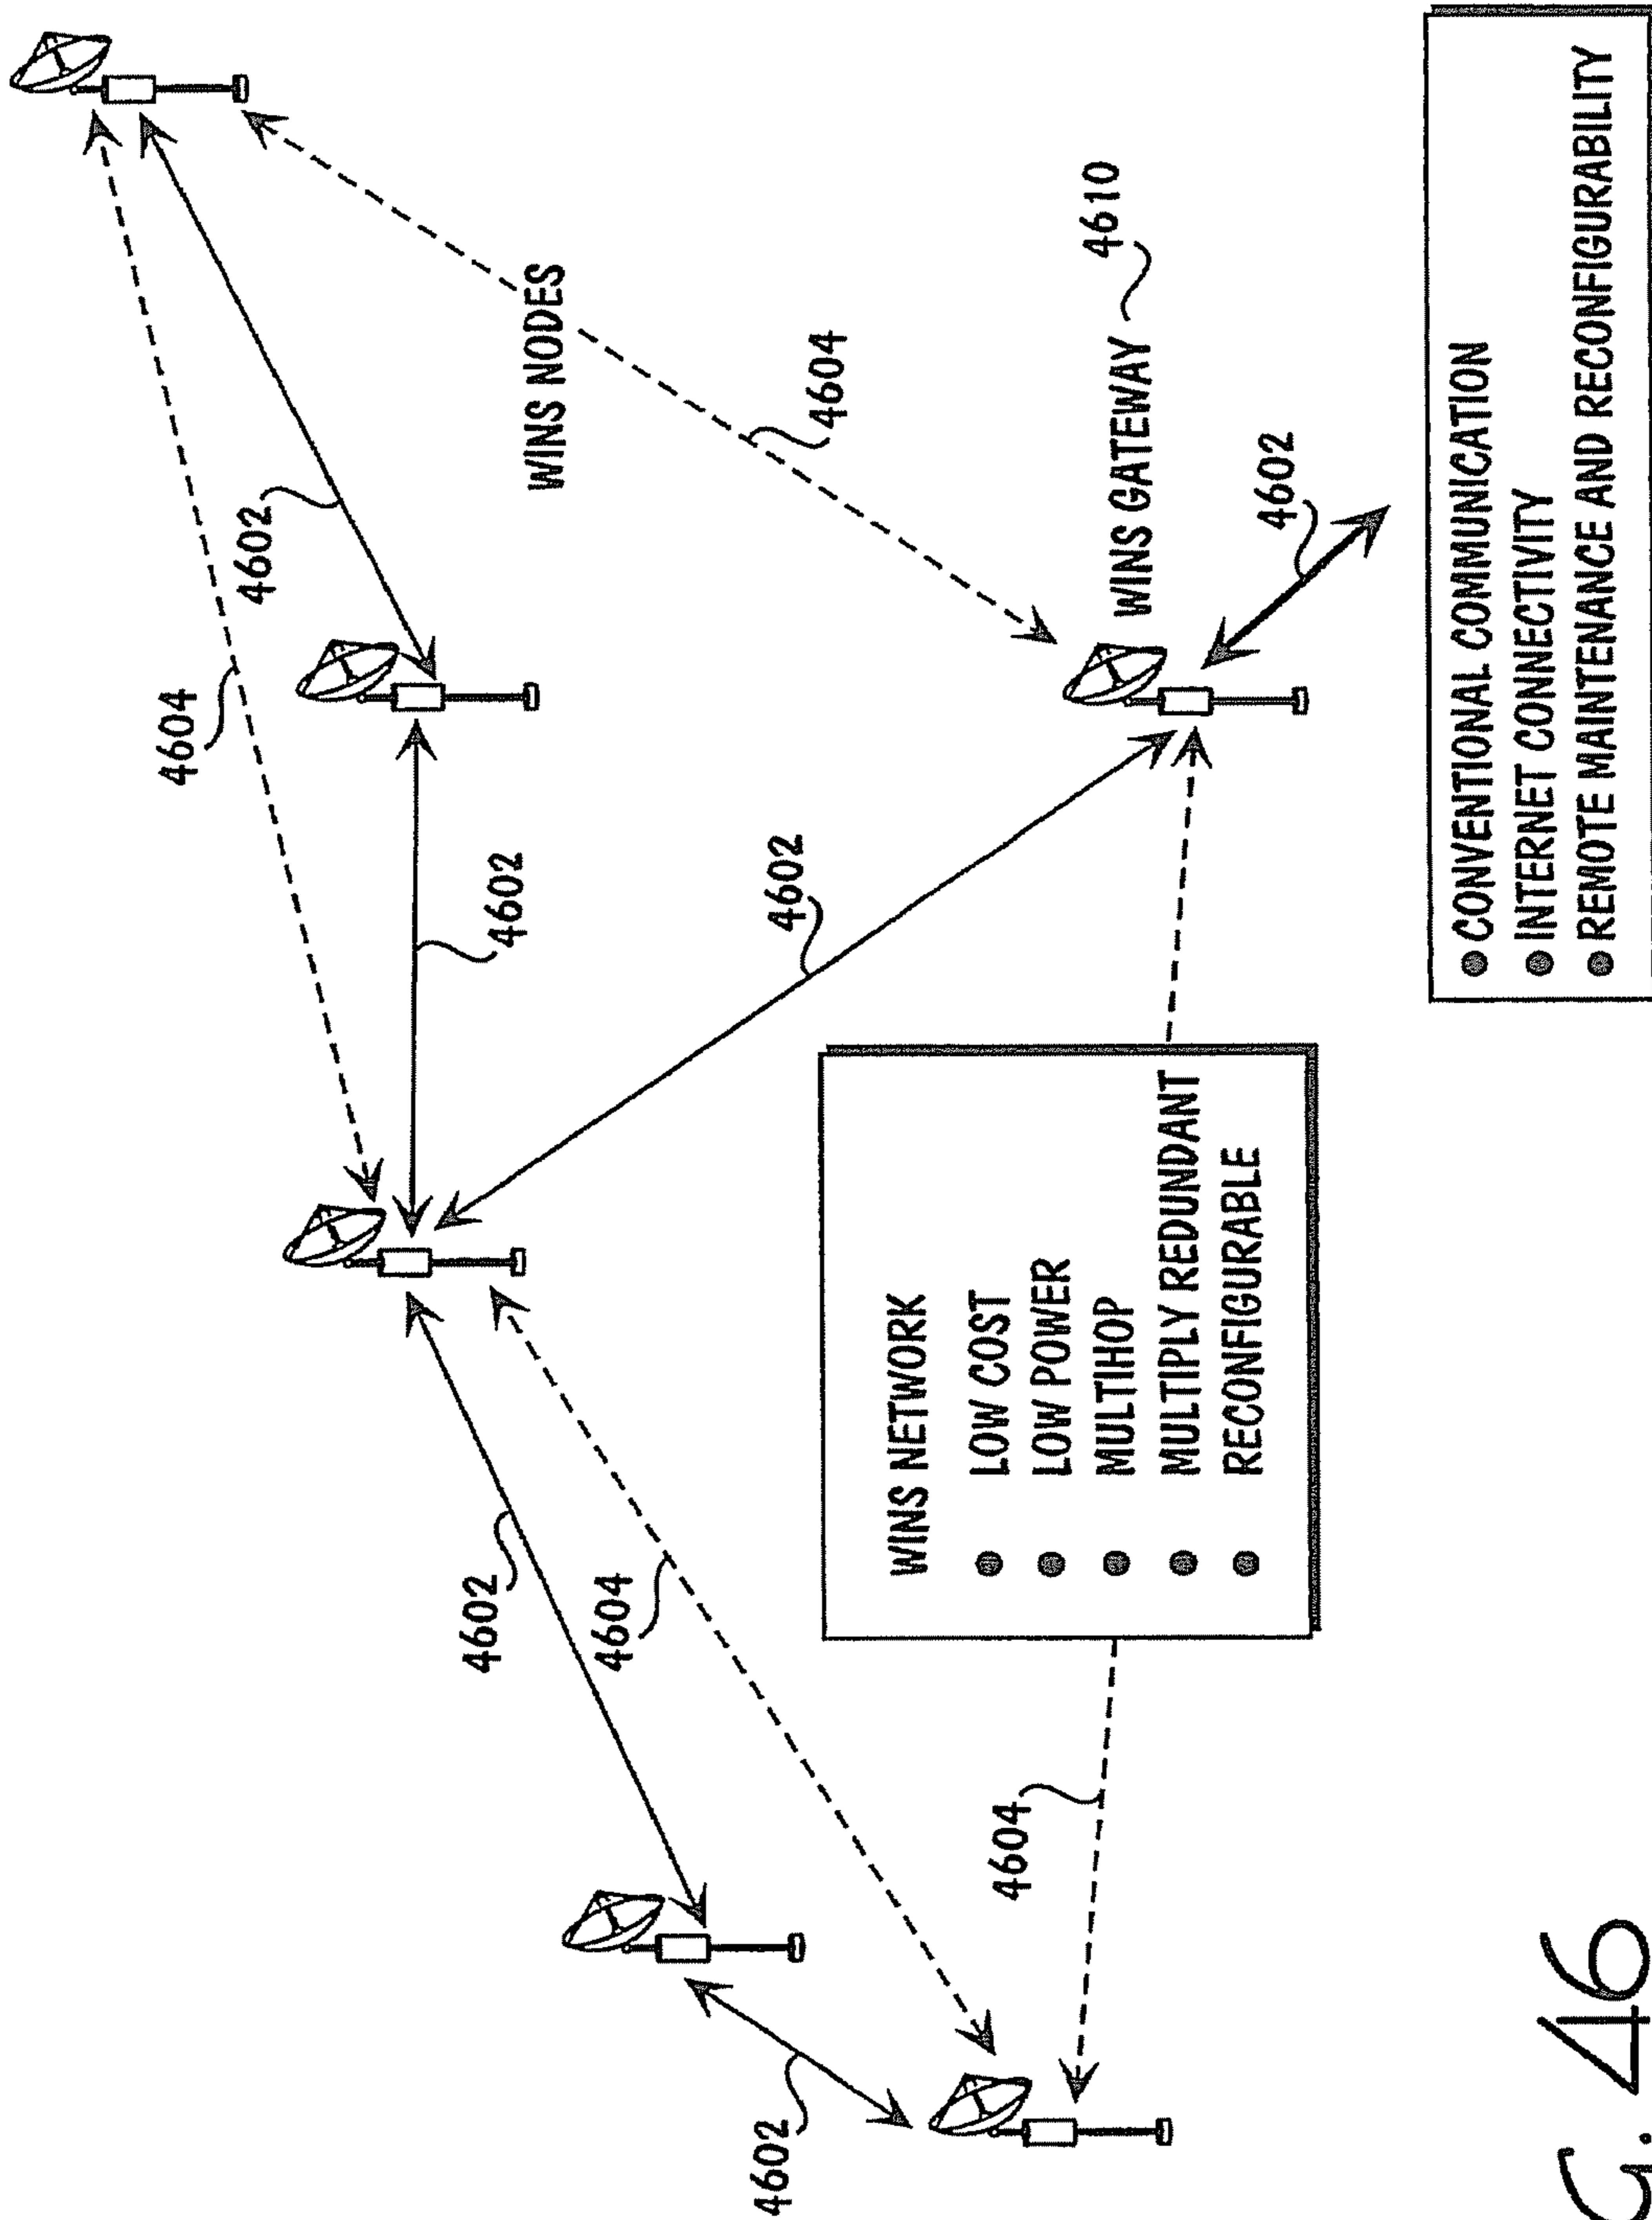 4604
4602
4602
4602
WINS NODES
4604
4602
4602
4604
WINS NETWORK
● LOW COST
● LOW POWER
● MULTIHOP
● MULTIPLY REDUNDANT
● RECONFIGURABLE
4604
WINS GATEWAY 4610
4602
● CONVENTIONAL COMMUNICATION
● INTERNET CONNECTIVITY
● REMOTE MAINTENANCE AND RECONFIGURABILITY
G. 46